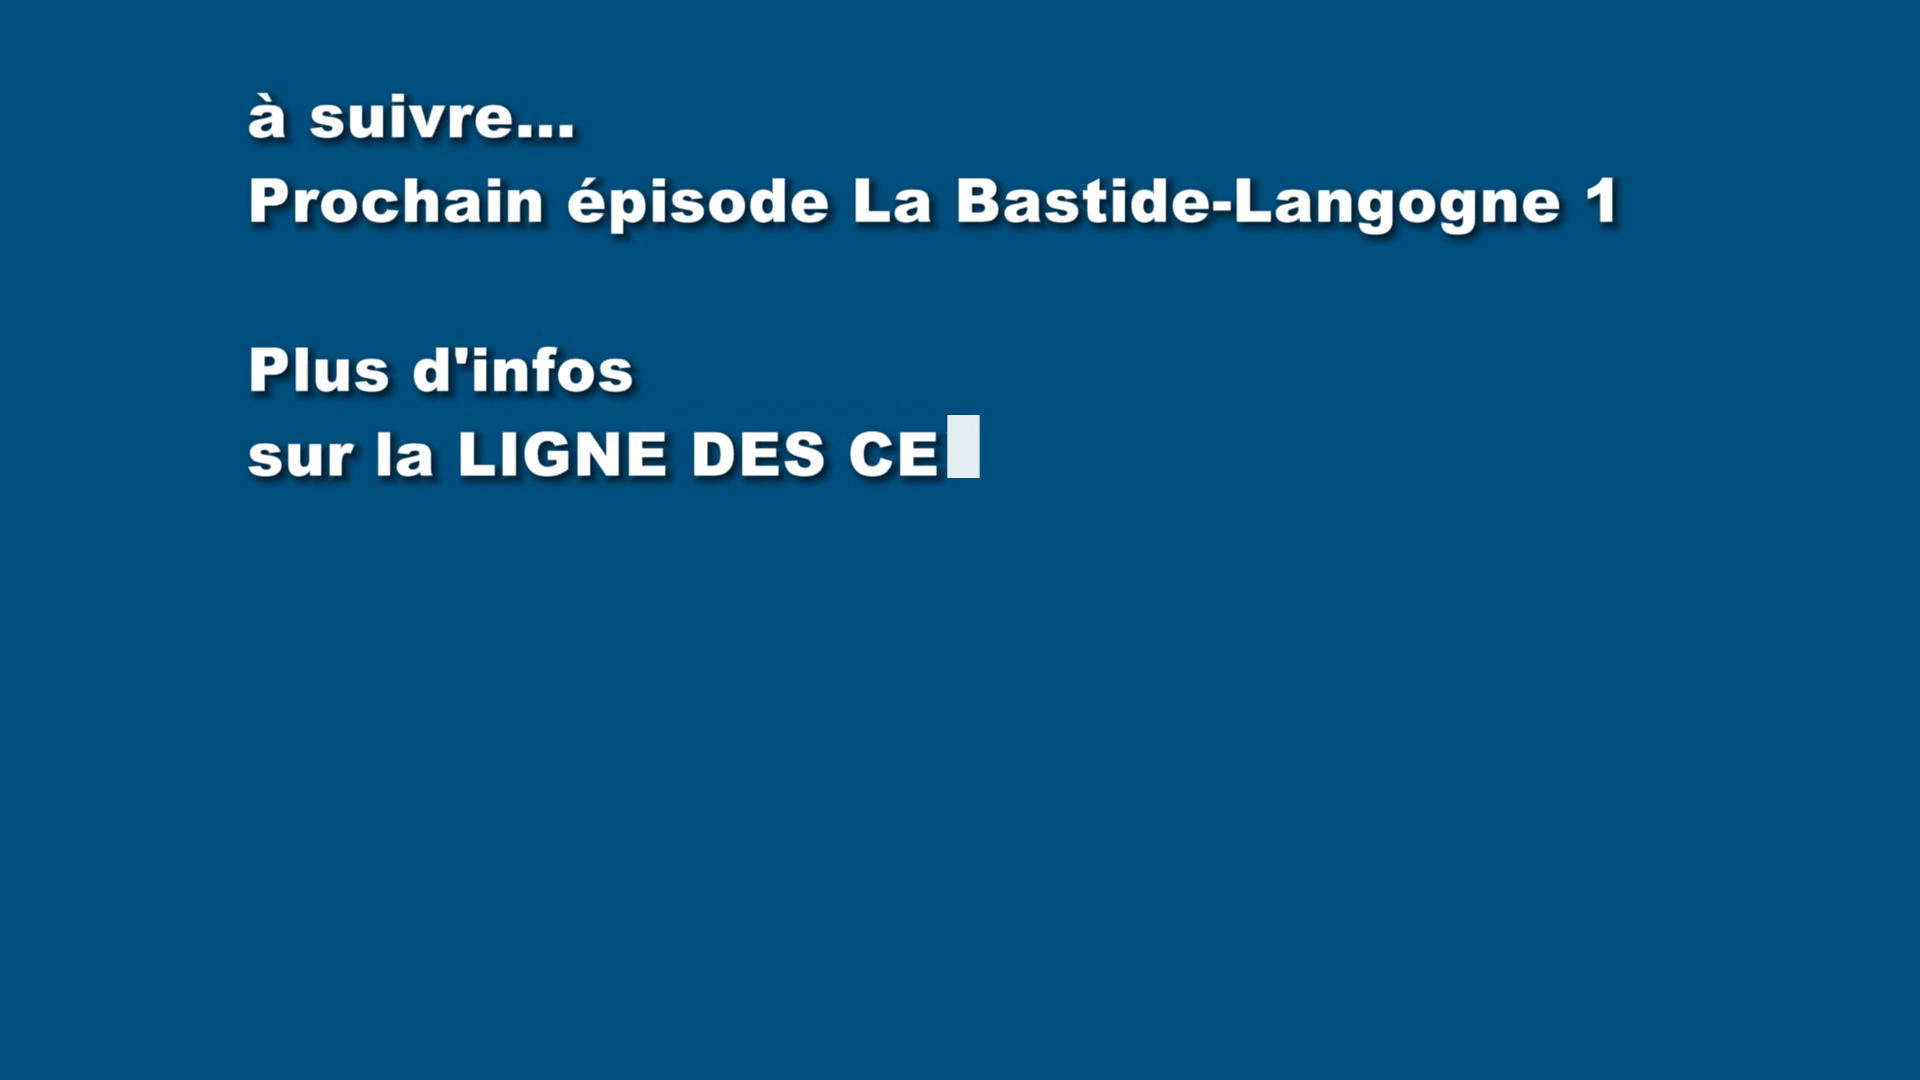 à suivre...
Prochain épisode La Bastide-Langogne 1
Plus d'infos
sur la LIGNE DES CE